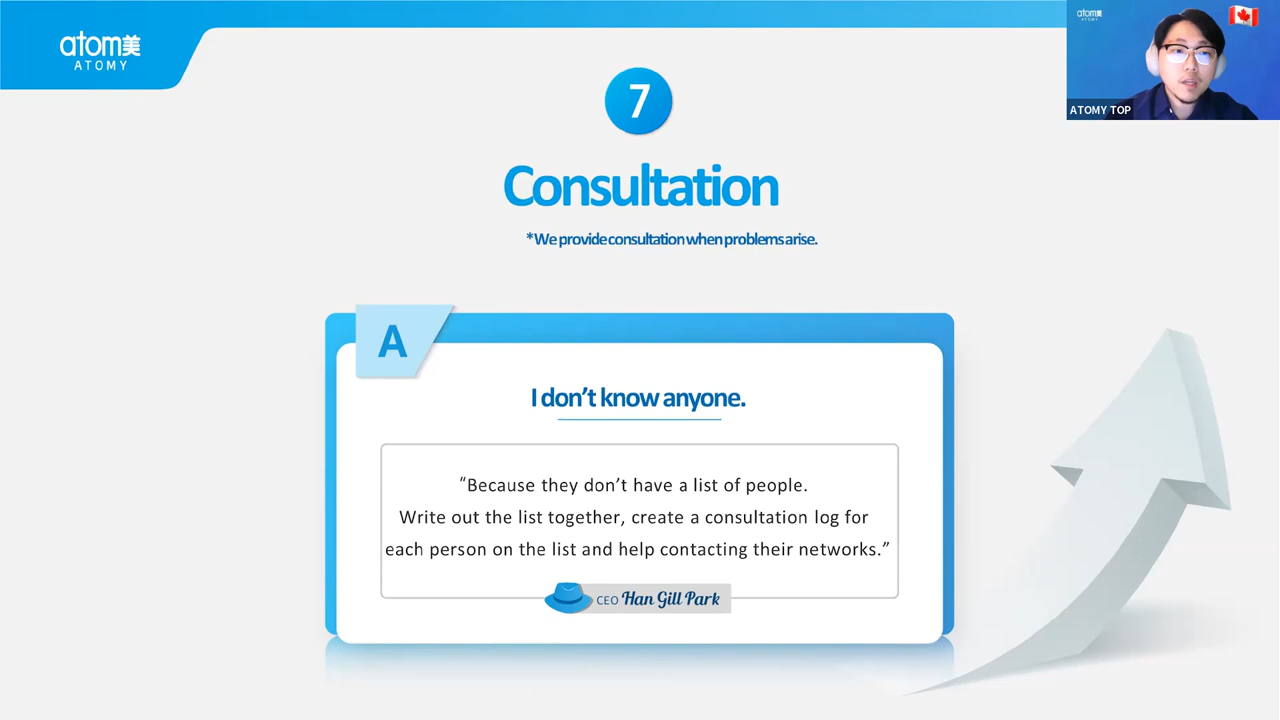 atom美
ATOMY
atom美
ATOMY
ATOMY TOP
7
Consultation
*We provide consultation when problems arise.
A
I don't know anyone.
“Because they don't have a list of people.
Write out the list together, create a consultation log for
each person on the list and help contacting their networks.”
CEO Han Gill Park